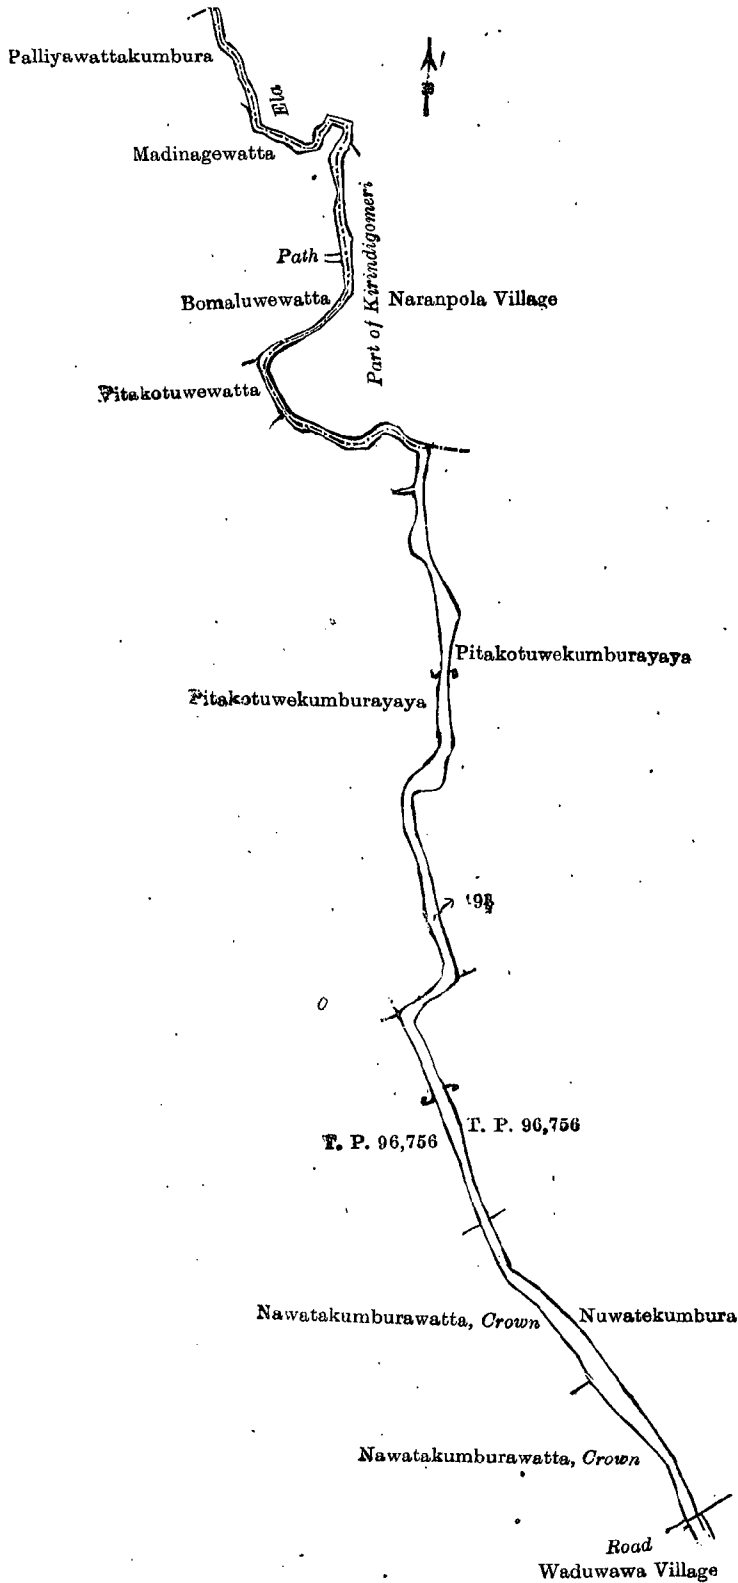 Palliyawattakumbura
Ela
Madinagewatta
Path
Part of Kirindigomeri
Bomaluwewatta
Naranpola Village
Pitakotuwewatta
Pitakotuwekumburayaya
Pitakotuwekumburayaya
T. P. 96,756
T. P. 96,756
Nawatakumburawatta, Crown
Nuwatekumbura
Nawatakumburawatta, Crown
Road
Waduwawa Village